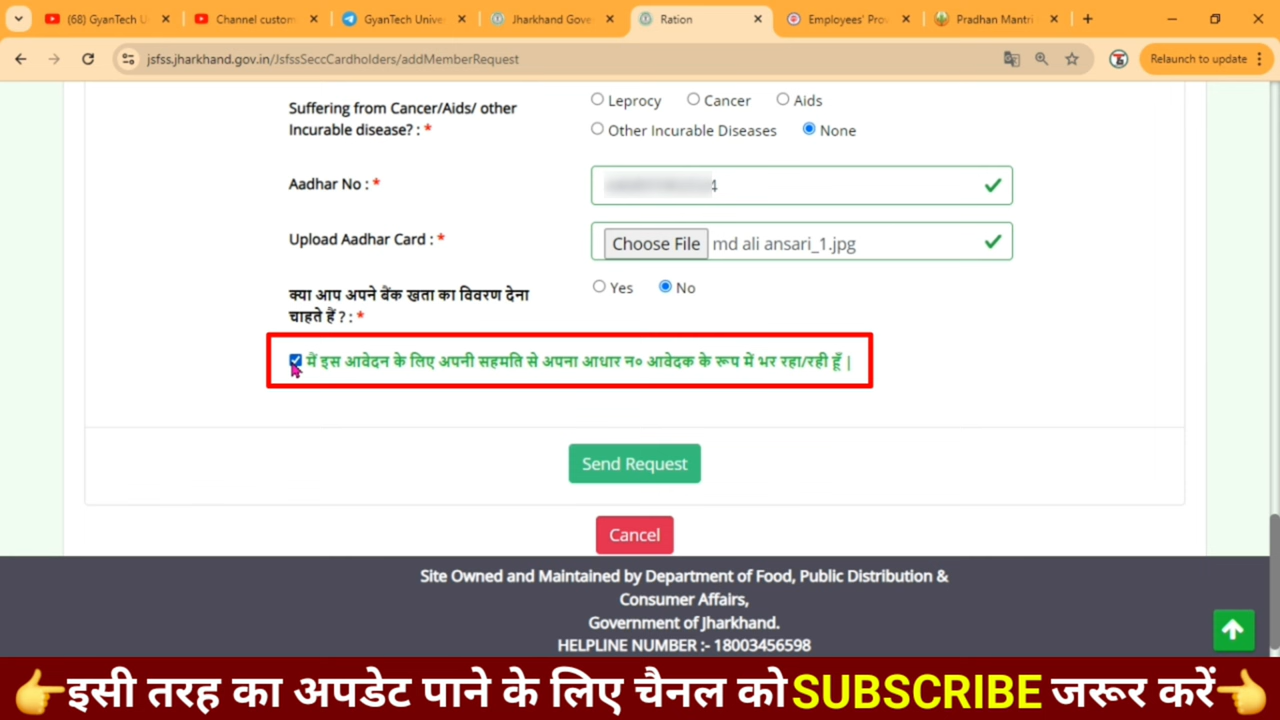 (68) GyanTech U
Channel custom
GyanTech Unive
Jharkhand Gove
Ration
Employees' Pro
Pradhan Mantri
jsfss.jharkhand.gov.in/JsfssSeccCardholders/addMemberRequest
Relaunch to update
Suffering from Cancer/Aids/ other
Incurable disease? : *
Leprocy Cancer Aids
Other Incurable Diseases None
Aadhar No : *
4
Upload Aadhar Card : *
Choose File md ali ansari_1.jpg
क्या आप अपने बैंक खता का विवरण देना
चाहते हैं ? : *
Yes No
मैं इस आवेदन के लिए अपनी सहमति से अपना आधार न० आवेदक के रूप में भर रहा/रही हूँ |
Send Request
Cancel
Site Owned and Maintained by Department of Food, Public Distribution &
Consumer Affairs,
Government of Jharkhand.
HELPLINE NUMBER :- 18003456598
इसी तरह का अपडेट पाने के लिए चैनल को SUBSCRIBE जरूर करें